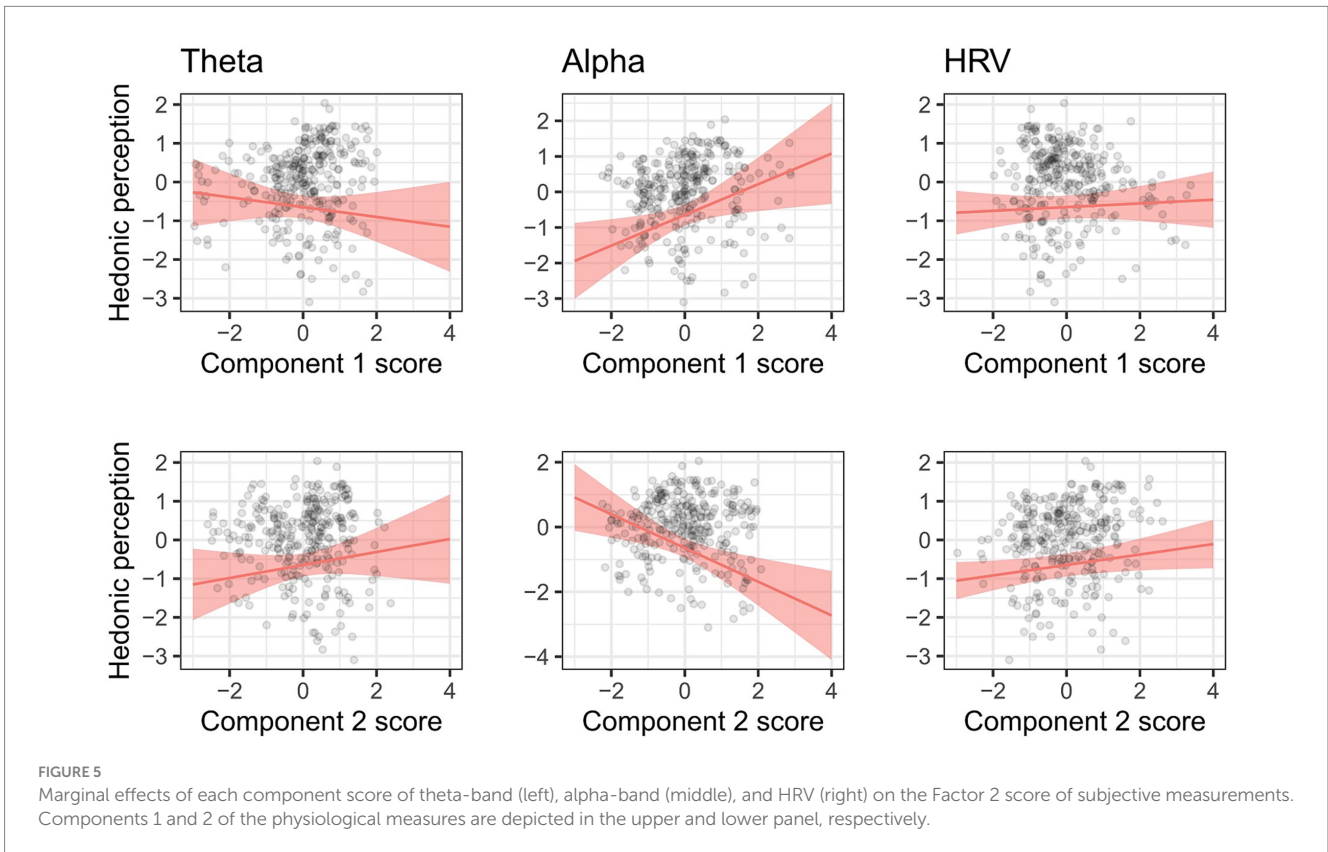 Theta
Alpha
HRV
Hedonic perception
2
1
0
−1
−2
−3
−2 0 2 4
Component 1 score
2
1
0
−1
−2
−3
−2 0 2 4
Component 1 score
2
1
0
−1
−2
−3
−2 0 2 4
Component 1 score
Hedonic perception
2
1
0
−1
−2
−3
−2 0 2 4
Component 2 score
2
0
−2
−4
−2 0 2 4
Component 2 score
2
1
0
−1
−2
−3
−2 0 2 4
Component 2 score
FIGURE 5
Marginal effects of each component score of theta-band (left), alpha-band (middle), and HRV (right) on the Factor 2 score of subjective measurements.
Components 1 and 2 of the physiological measures are depicted in the upper and lower panel, respectively.